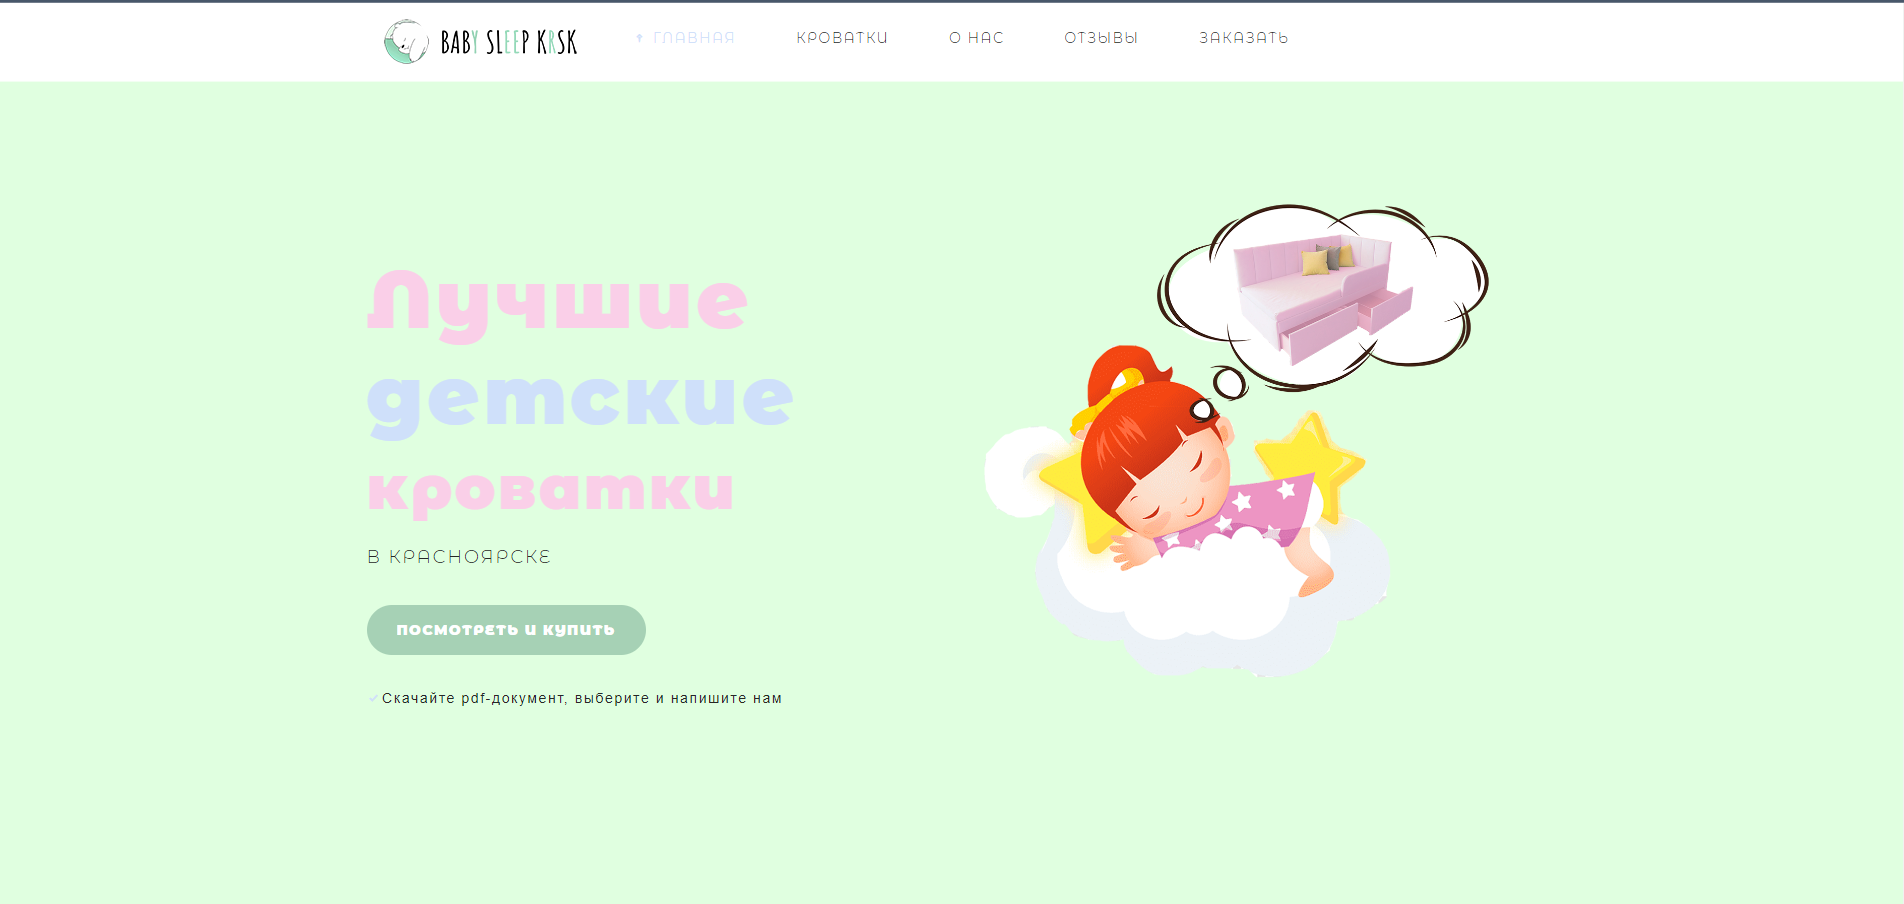 BABY SLEEP KRSK
ГЛАВНАЯ
КРОВАТКИ
О НАС
ОТЗЫВЫ
ЗАКАЗАТЬ
Лучшие
детские
кроватки
В КРАСНОЯРСКЕ
ПОСМОТРЕТЬ И КУПИТЬ
Скачайте pdf-документ, выберите и напишите нам